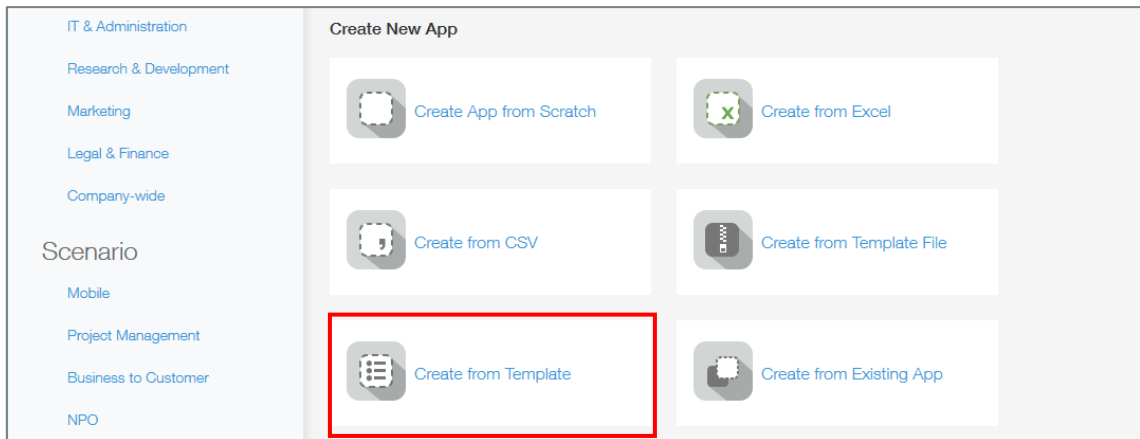 IT & Administration
Research & Development
Marketing
Legal & Finance
Company-wide
Scenario
Mobile
Project Management
Business to Customer
NPO
Create New App
Create App from Scratch
Create from Excel
Create from CSV
Create from Template File
Create from Template
Create from Existing App